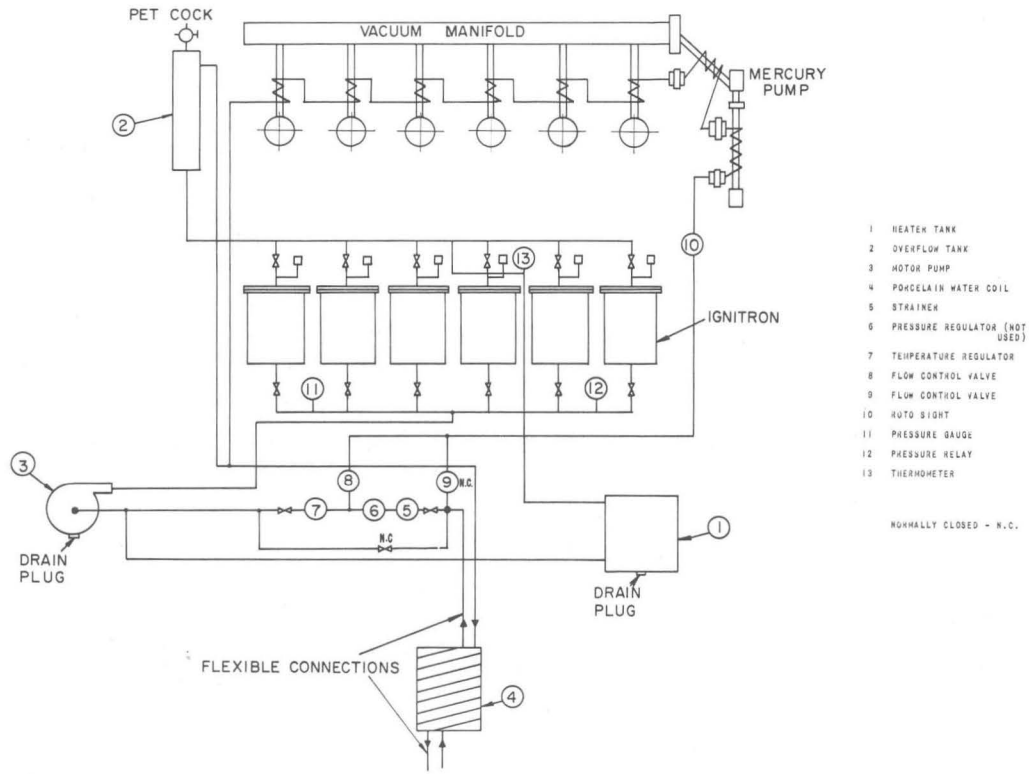 PET COCK
VACUUM MANIFOLD
MERCURY
PUMP
2
10
13
IGNITRON
11
12
3
8
9
N.C.
7
6
5
N.C
1
DRAIN
PLUG
DRAIN
PLUG
FLEXIBLE CONNECTIONS
4
1 HEATER TANK
2 OVERFLOW TANK
3 MOTOR PUMP
4 PORCELAIN WATER COIL
5 STRAINER
6 PRESSURE REGULATOR (NOT
USED)
7 TEMPERATURE REGULATOR
8 FLOW CONTROL VALVE
9 FLOW CONTROL VALVE
10 ROTO SIGHT
11 PRESSURE GAUGE
12 PRESSURE RELAY
13 THERMOMETER
NORMALLY CLOSED - N.C.